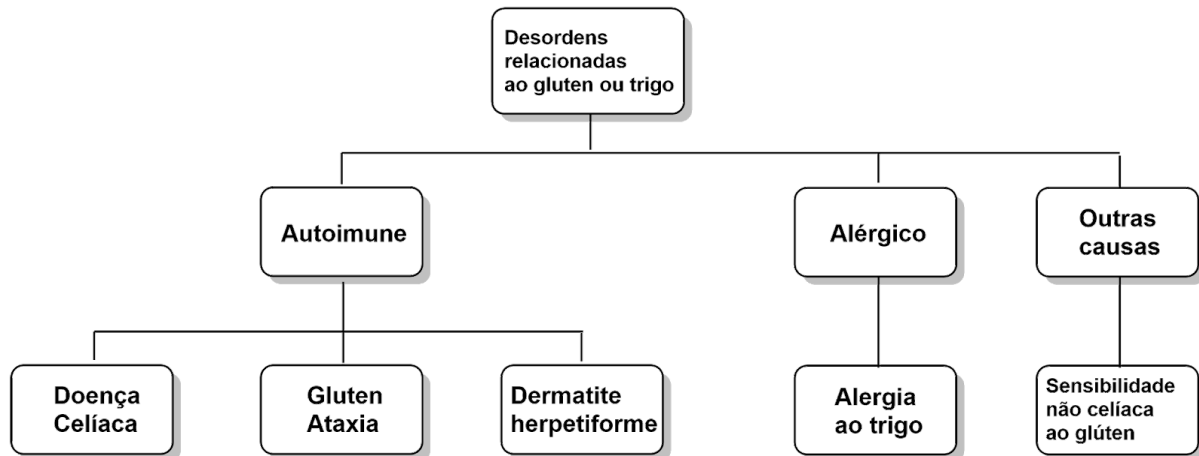 Desordens
relacionadas
ao gluten ou trigo
Autoimune
Alérgico
Outras
causas
Doença
Celíaca
Gluten
Ataxia
Dermatite
herpetiforme
Alergia
ao trigo
Sensibilidade
não celíaca
ao glúten